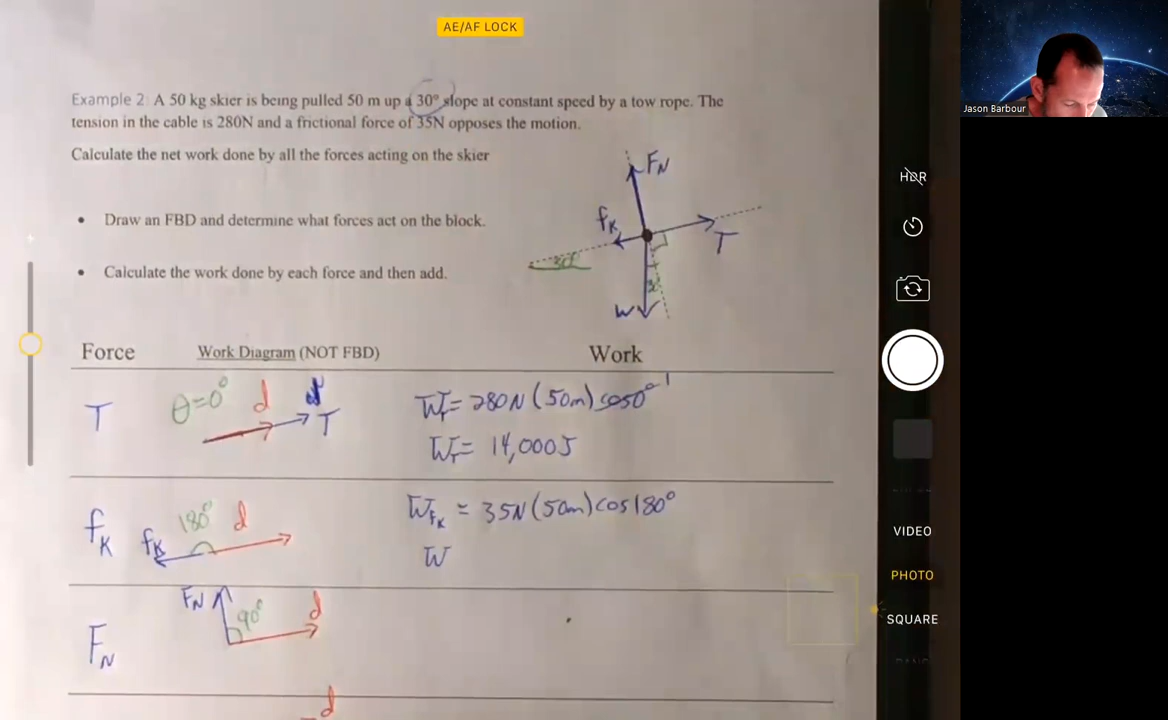 AE/AF LOCK
Example 2: A 50 kg skier is being pulled 50 m up a 30° slope at constant speed by a tow rope. The
tension in the cable is 280N and a frictional force of 35N opposes the motion.
Calculate the net work done by all the forces acting on the skier
• Draw an FBD and determine what forces act on the block.
• Calculate the work done by each force and then add.
FN
fK
T
30°
30°
W
Force Work Diagram (NOT FBD) Work
T θ=0° d T WT = 280N (50m) cos0° 1
WT = 14,000J
fK fK 180° d WfK = 35N (50m) cos180°
W
FN FN 90° d
d
Jason Barbour
HDR
VIDEO
PHOTO
SQUARE